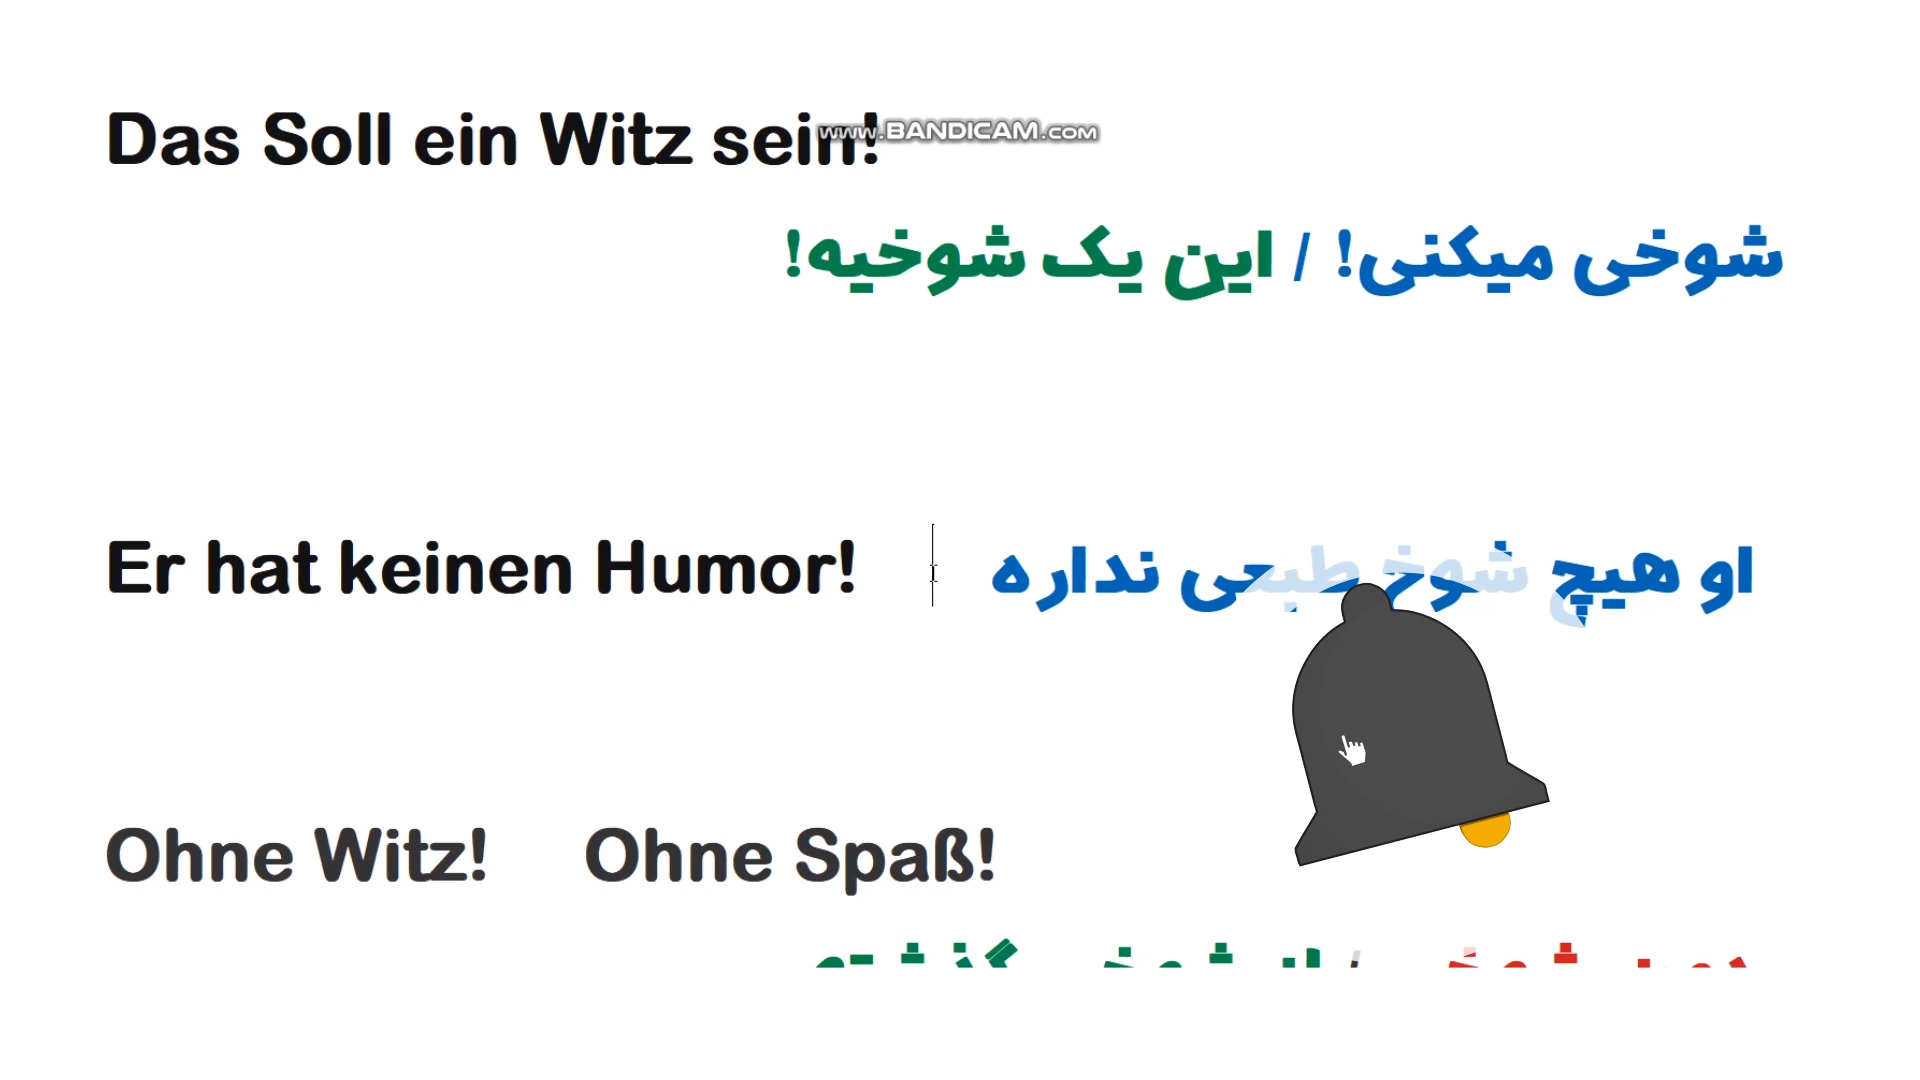 Das Soll ein Witz sein!
www.BANDICAM.com
شوخی میکنی! / این یک شوخیه!
Er hat keinen Humor! او هیچ شوخ طبعی نداره
Ohne Witz! Ohne Spaß!